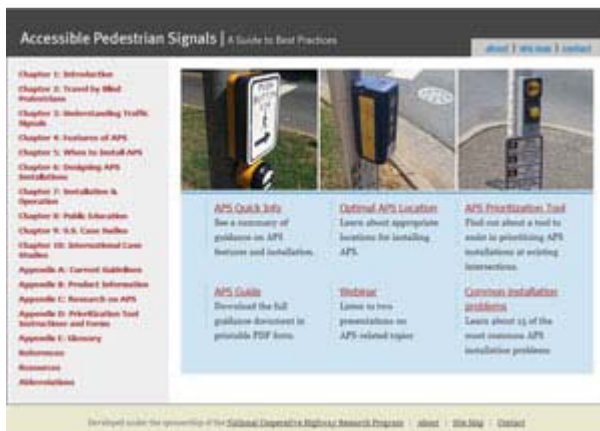 Accessible Pedestrian Signals | A Guide to Best Practices
about | site map | contact
Chapter 1: Introduction
Chapter 2: Travel by Blind
Pedestrians
Chapter 3: Understanding Traffic
Signals
Chapter 4: Features of APS
Chapter 5: When to Install APS
Chapter 6: Designing APS
Installations
Chapter 7: Installation &
Operation
Chapter 8: Public Education
Chapter 9: U.S. Case Studies
Chapter 10: International Case
Studies
Appendix A: Current Guidelines
Appendix B: Product Information
Appendix C: Research on APS
Appendix D: Prioritization Tool
Instructions and Forms
Appendix E: Glossary
References
Resources
Abbreviations
PUSH
BUTTON
APS Quick Info
See a summary of
guidance on APS
features and installation.
Optimal APS Location
Learn about appropriate
locations for installing
APS.
APS Prioritization Tool
Find out about a tool to
assist in prioritizing APS
installations at existing
intersections.
APS Guide
Download the full
guidance document in
printable PDF form.
Webinar
Listen to two
presentations on
APS-related topics
Common installation
problems
Learn about 15 of the
most common APS
installation problems
Developed under the sponsorship of the National Cooperative Highway Research Program | about | Site Map | Contact